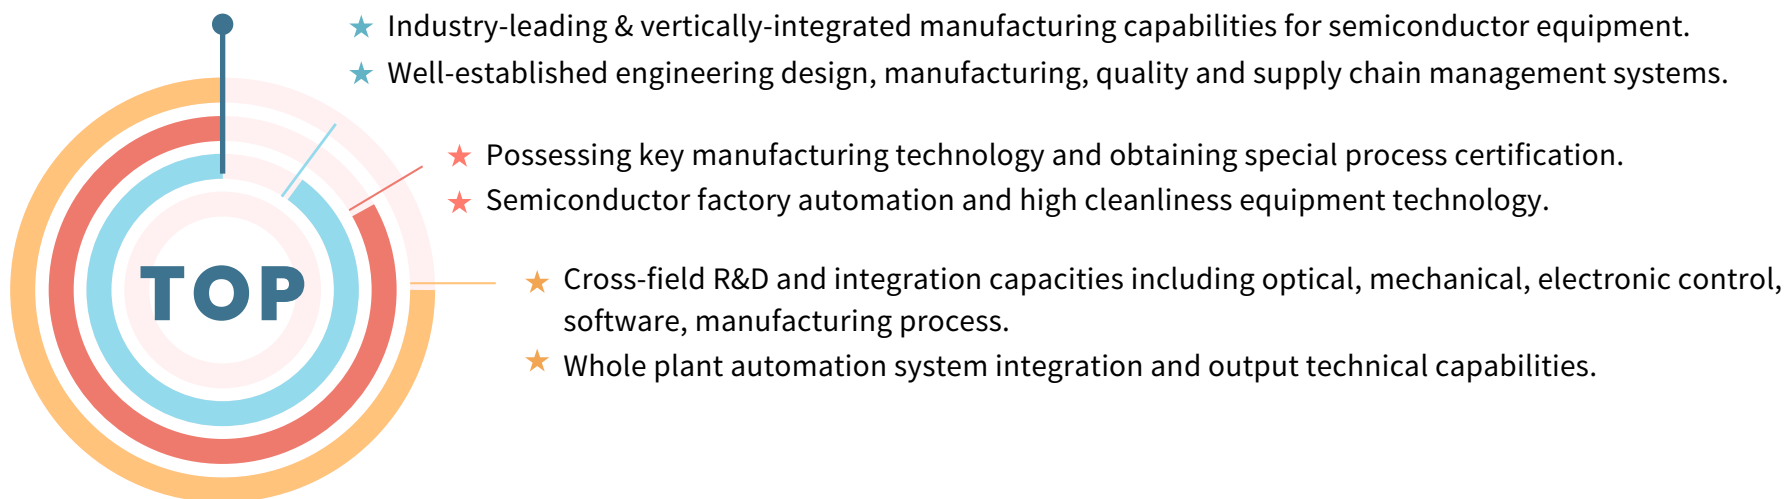 Industry-leading & vertically-integrated manufacturing capabilities for semiconductor equipment.
Well-established engineering design, manufacturing, quality and supply chain management systems.
Possessing key manufacturing technology and obtaining special process certification.
Semiconductor factory automation and high cleanliness equipment technology.
TOP
Cross-field R&D and integration capacities including optical, mechanical, electronic control,
software, manufacturing process.
Whole plant automation system integration and output technical capabilities.